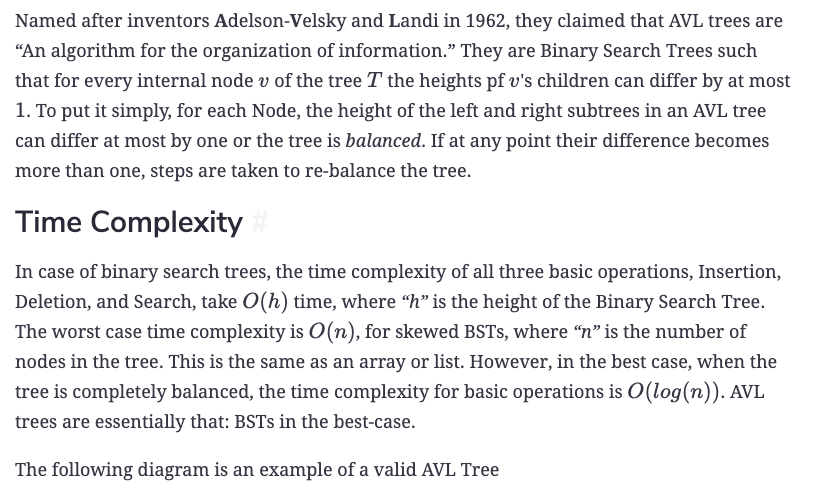 Named after inventors Adelson-Velsky and Landi in 1962, they claimed that AVL trees are
“An algorithm for the organization of information.” They are Binary Search Trees such
that for every internal node v of the tree T the heights pf v's children can differ by at most
1. To put it simply, for each Node, the height of the left and right subtrees in an AVL tree
can differ at most by one or the tree is balanced. If at any point their difference becomes
more than one, steps are taken to re-balance the tree.
Time Complexity #
In case of binary search trees, the time complexity of all three basic operations, Insertion,
Deletion, and Search, take O(h) time, where “h” is the height of the Binary Search Tree.
The worst case time complexity is O(n), for skewed BSTs, where “n” is the number of
nodes in the tree. This is the same as an array or list. However, in the best case, when the
tree is completely balanced, the time complexity for basic operations is O(log(n)). AVL
trees are essentially that: BSTs in the best-case.
The following diagram is an example of a valid AVL Tree